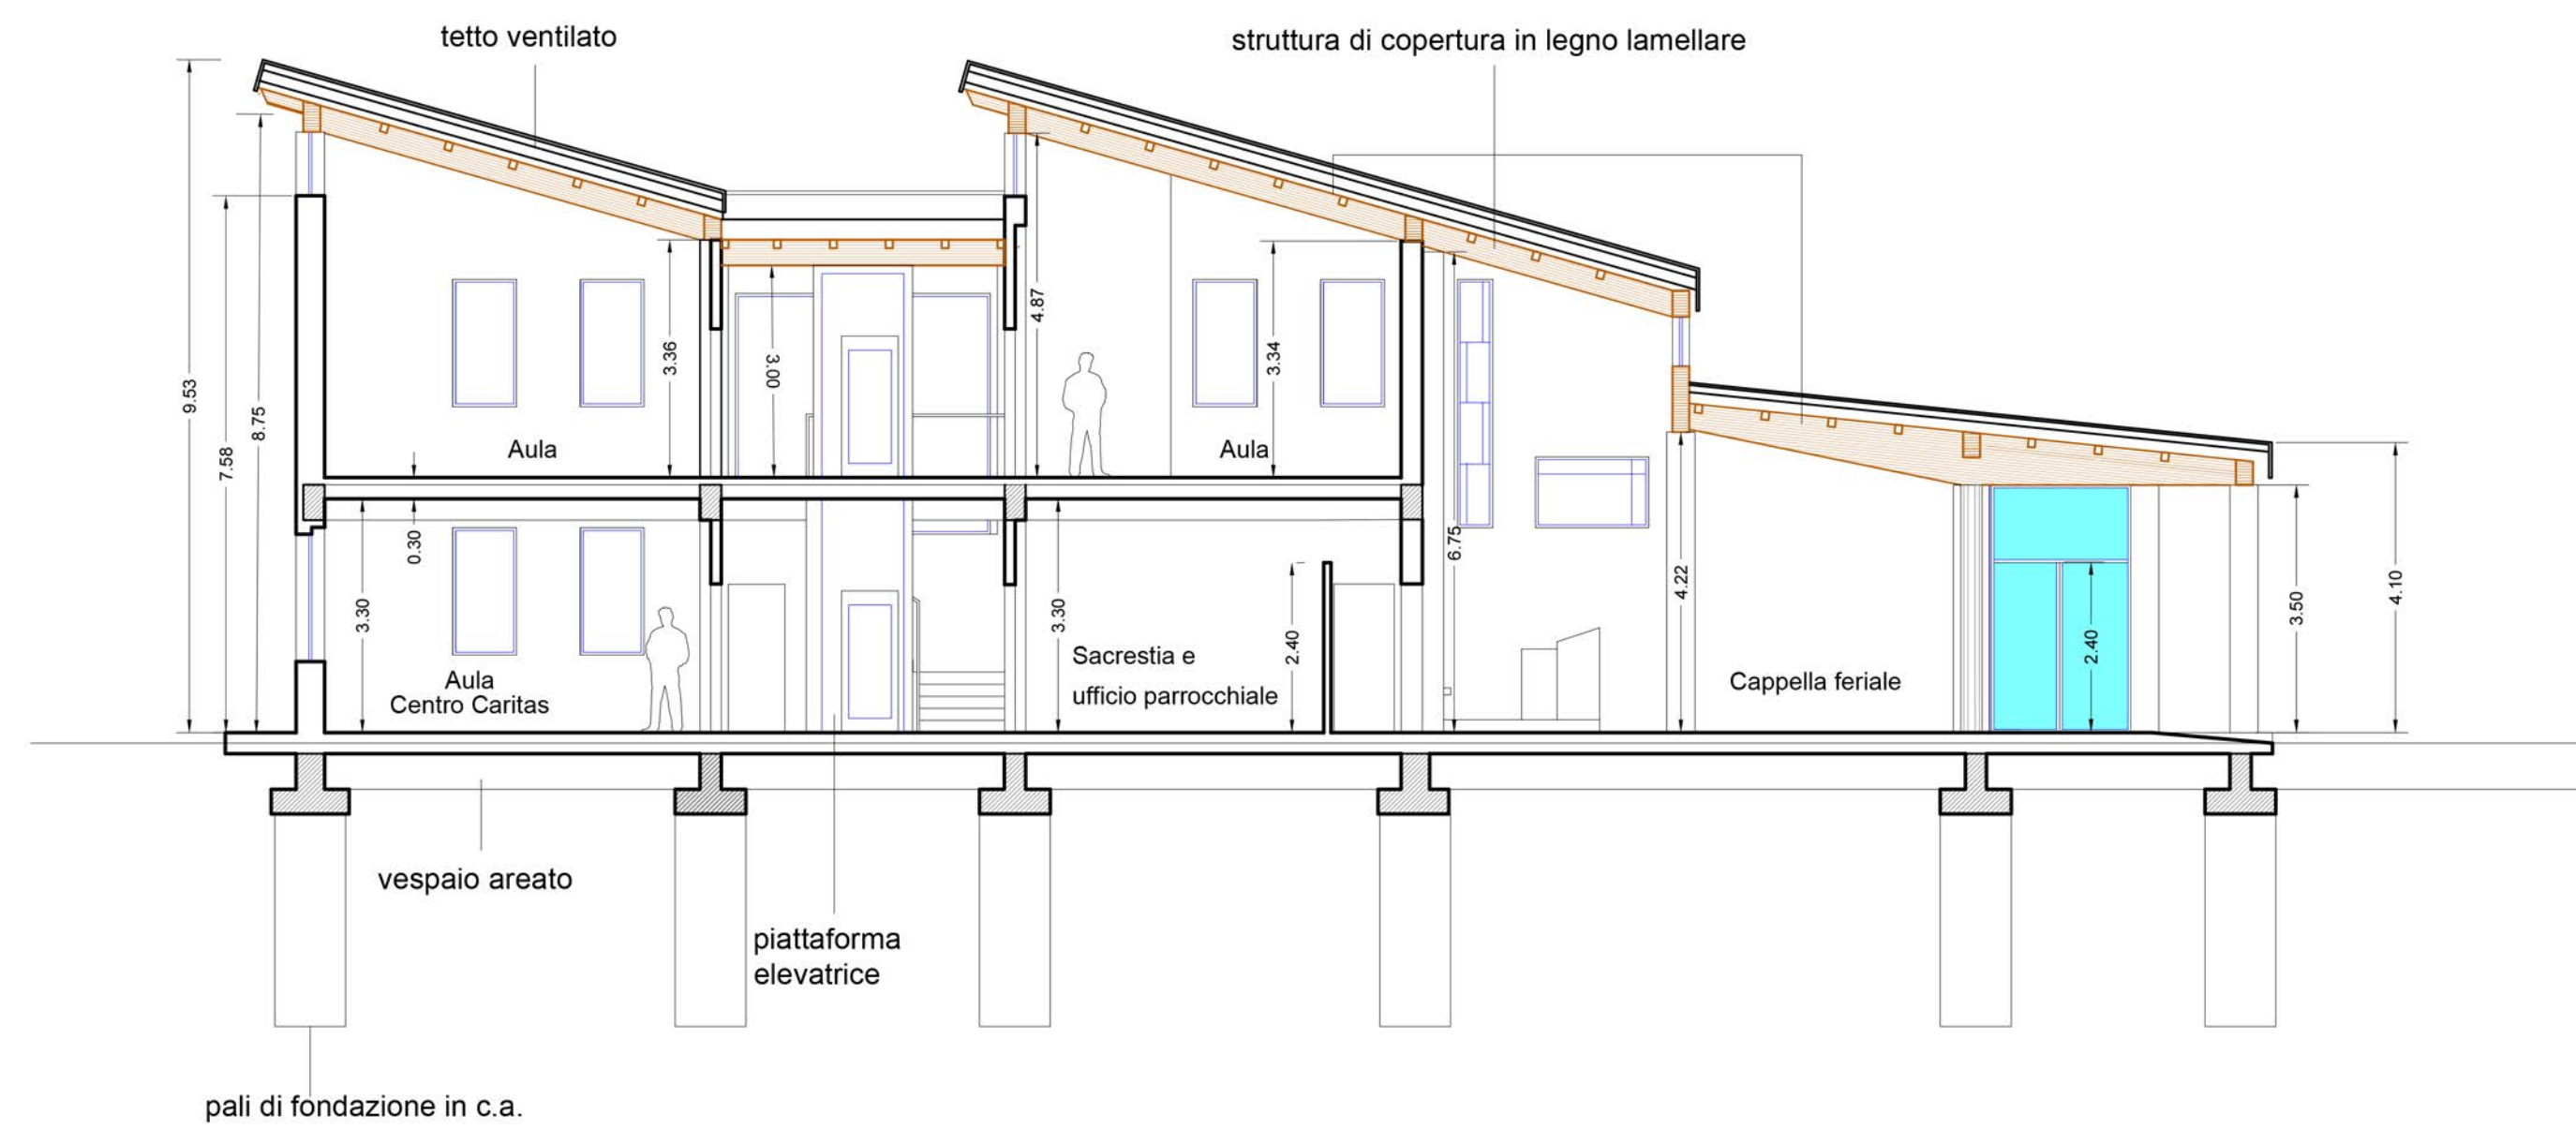 tetto ventilato
struttura di copertura in legno lamellare
9.53
7.58
8.75
3.36
3.00
4.87
3.34
Aula
Aula
0.30
3.30
3.30
2.40
6.75
4.22
2.40
3.50
4.10
Aula
Centro Caritas
Sacrestia e
ufficio parrocchiale
Cappella feriale
vespaio areato
piattaforma
elevatrice
pali di fondazione in c.a.